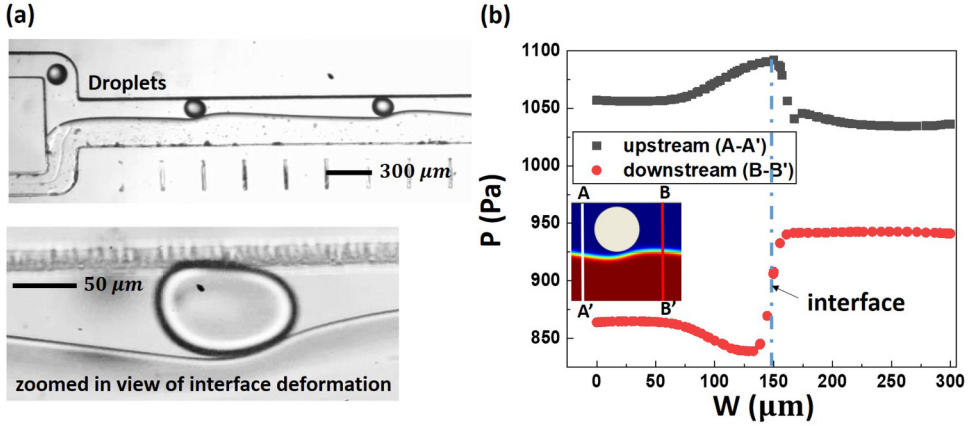 (a)
Droplets
300 μm
50 μm
zoomed in view of interface deformation
(b)
1100
1050
1000
950
900
850
P (Pa)
upstream (A-A')
downstream (B-B')
A B
A' B'
interface
0 50 100 150 200 250 300
W (μm)